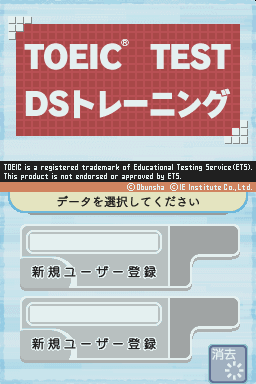 TOEIC® TEST
DSトレーニング
TOEIC is a registered trademark of Educational Testing Service(ETS).
This product is not endorsed or approved by ETS.
©Obunsha ©IE Institute Co.,Ltd.
データを選択してください
新規ユーザー登録
新規ユーザー登録
消去